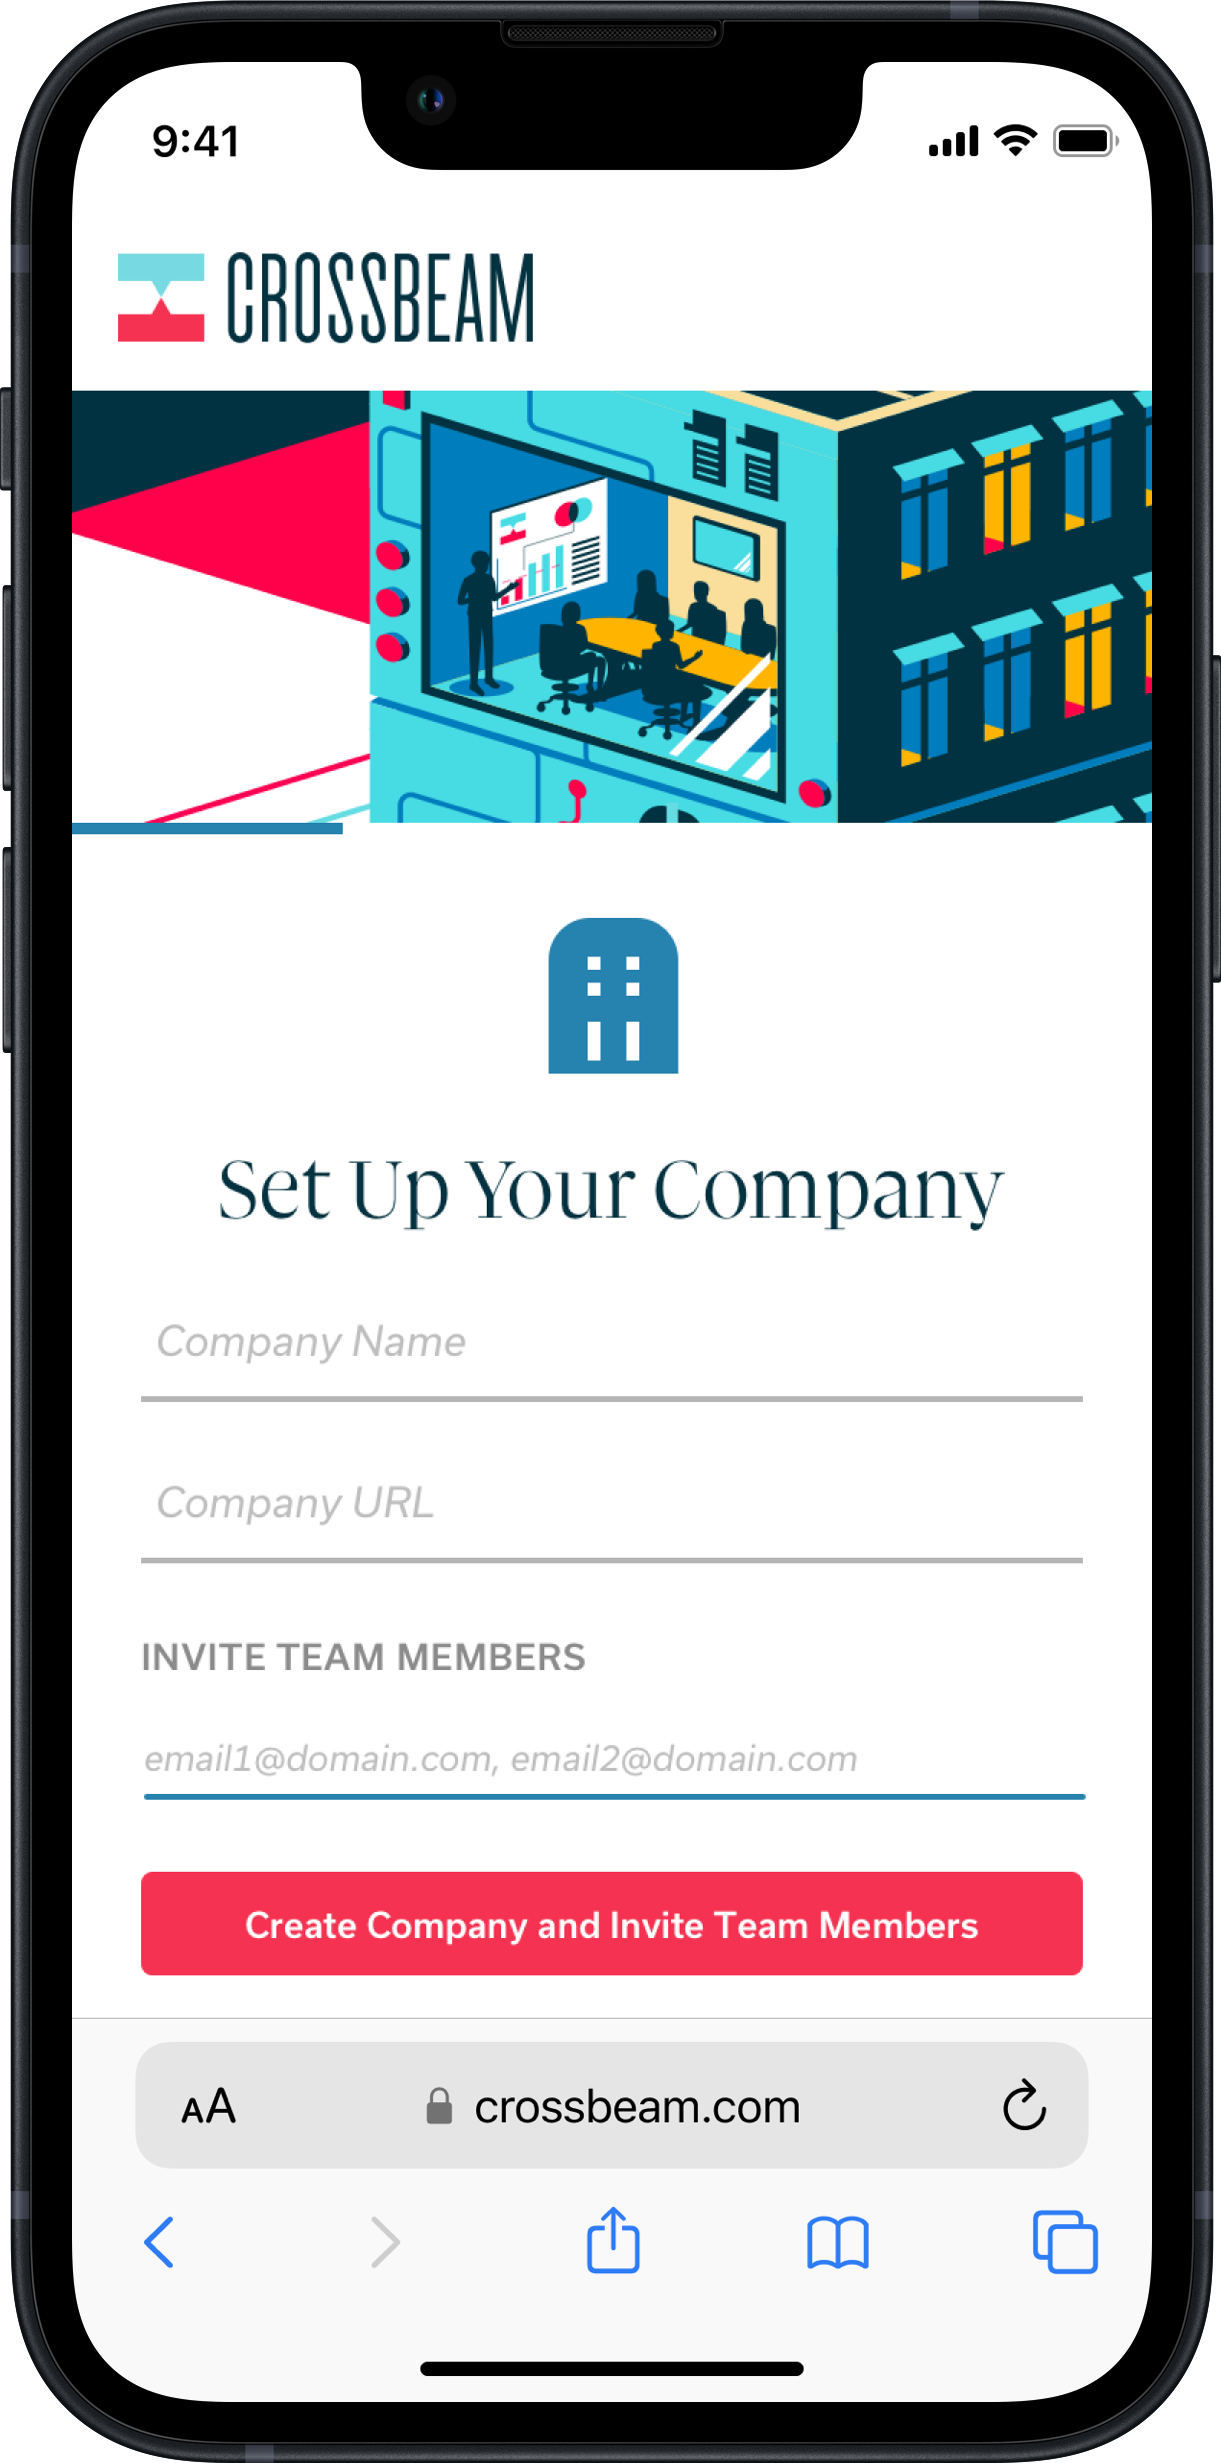 9:41
CROSSBEAM
Set Up Your Company
Company Name
Company URL
INVITE TEAM MEMBERS
email1@domain.com, email2@domain.com
Create Company and Invite Team Members
AA crossbeam.com